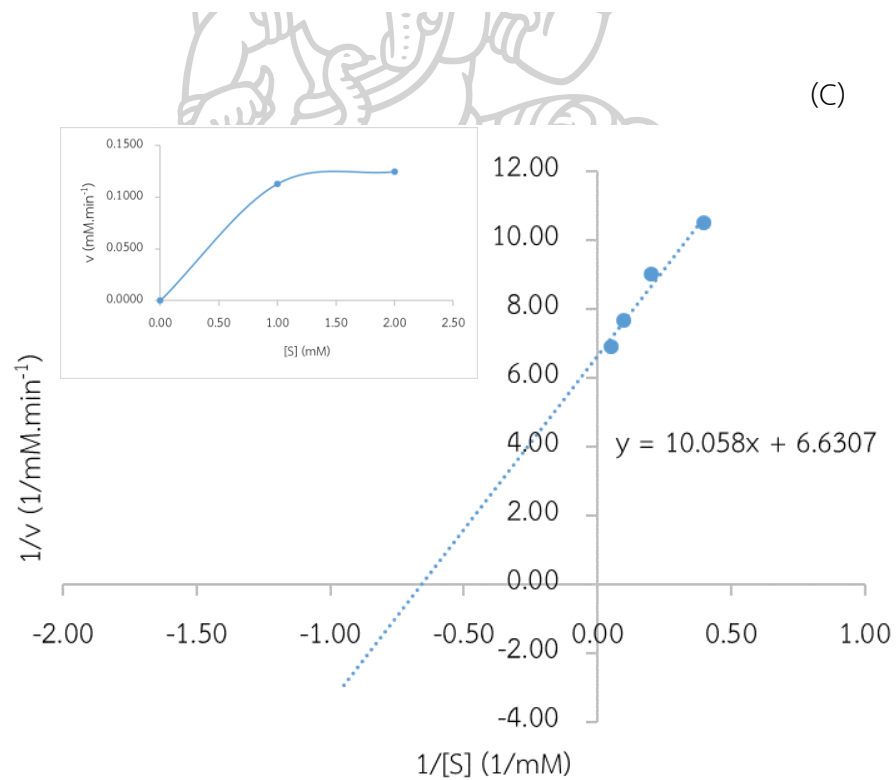 (C)
0.1500
0.1000
0.0500
0.0000
v (mM.min⁻¹)
0.00 0.50 1.00 1.50 2.00 2.50
[S] (mM)
12.00
10.00
8.00
6.00
4.00
2.00
0.00
-2.00
-4.00
y = 10.058x + 6.6307
1/v (1/mM.min⁻¹)
-2.00 -1.50 -1.00 -0.50 0.00 0.50 1.00
1/[S] (1/mM)